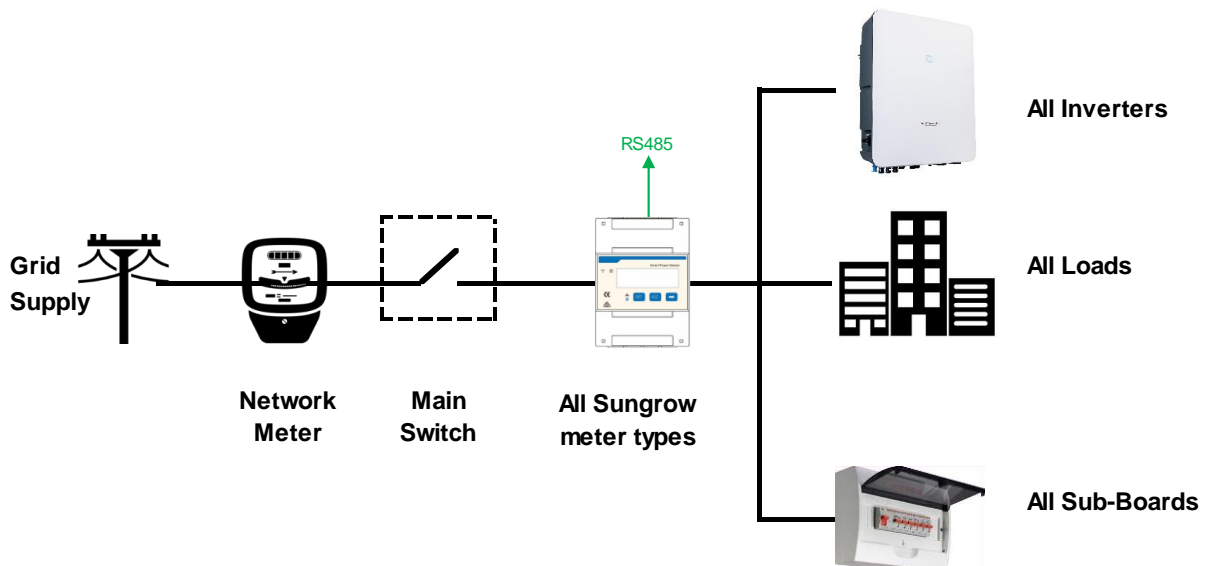 RS485
All Inverters
Grid
Supply
All Loads
Network
Meter
Main
Switch
All Sungrow
meter types
All Sub-Boards